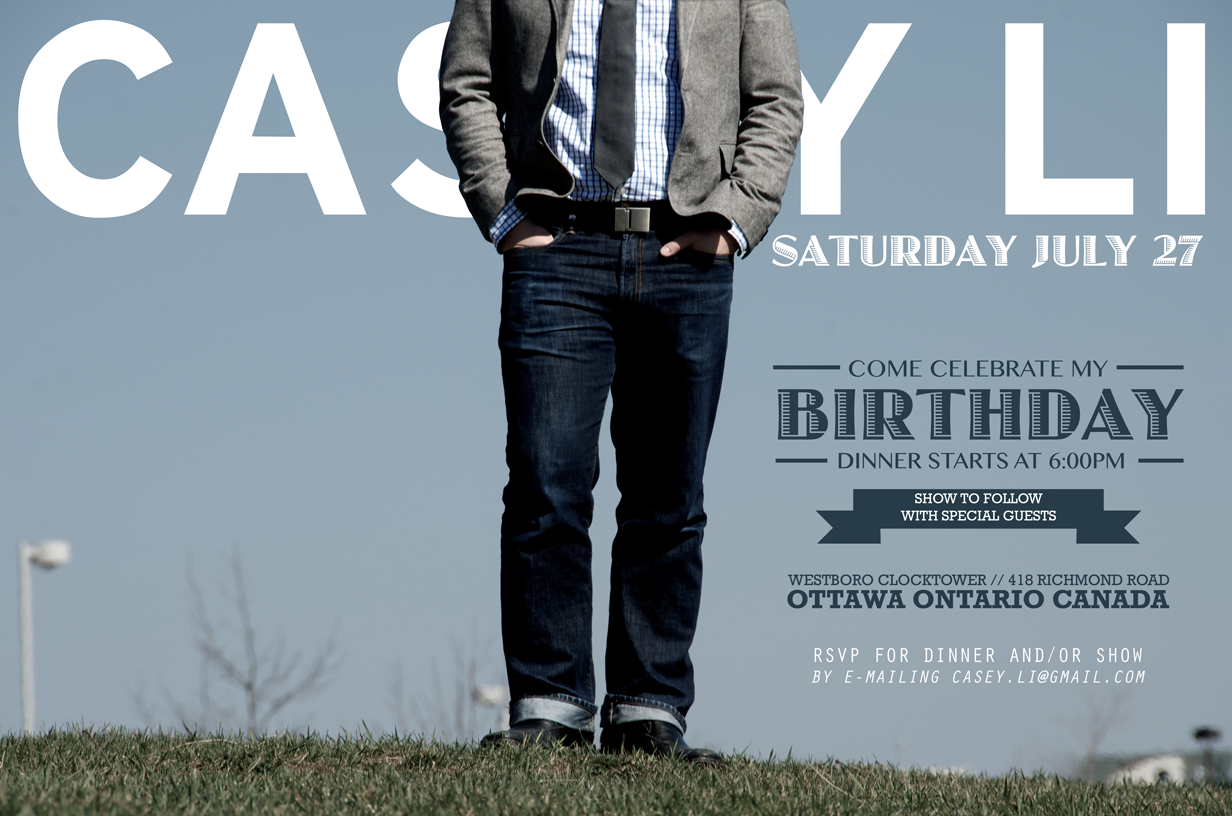 CASEY LI
SATURDAY JULY 27
COME CELEBRATE MY
BIRTHDAY
DINNER STARTS AT 6:00PM
SHOW TO FOLLOW
WITH SPECIAL GUESTS
WESTBORO CLOCKTOWER // 418 RICHMOND ROAD
OTTAWA ONTARIO CANADA
RSVP FOR DINNER AND/OR SHOW
BY E-MAILING CASEY.LI@GMAIL.COM